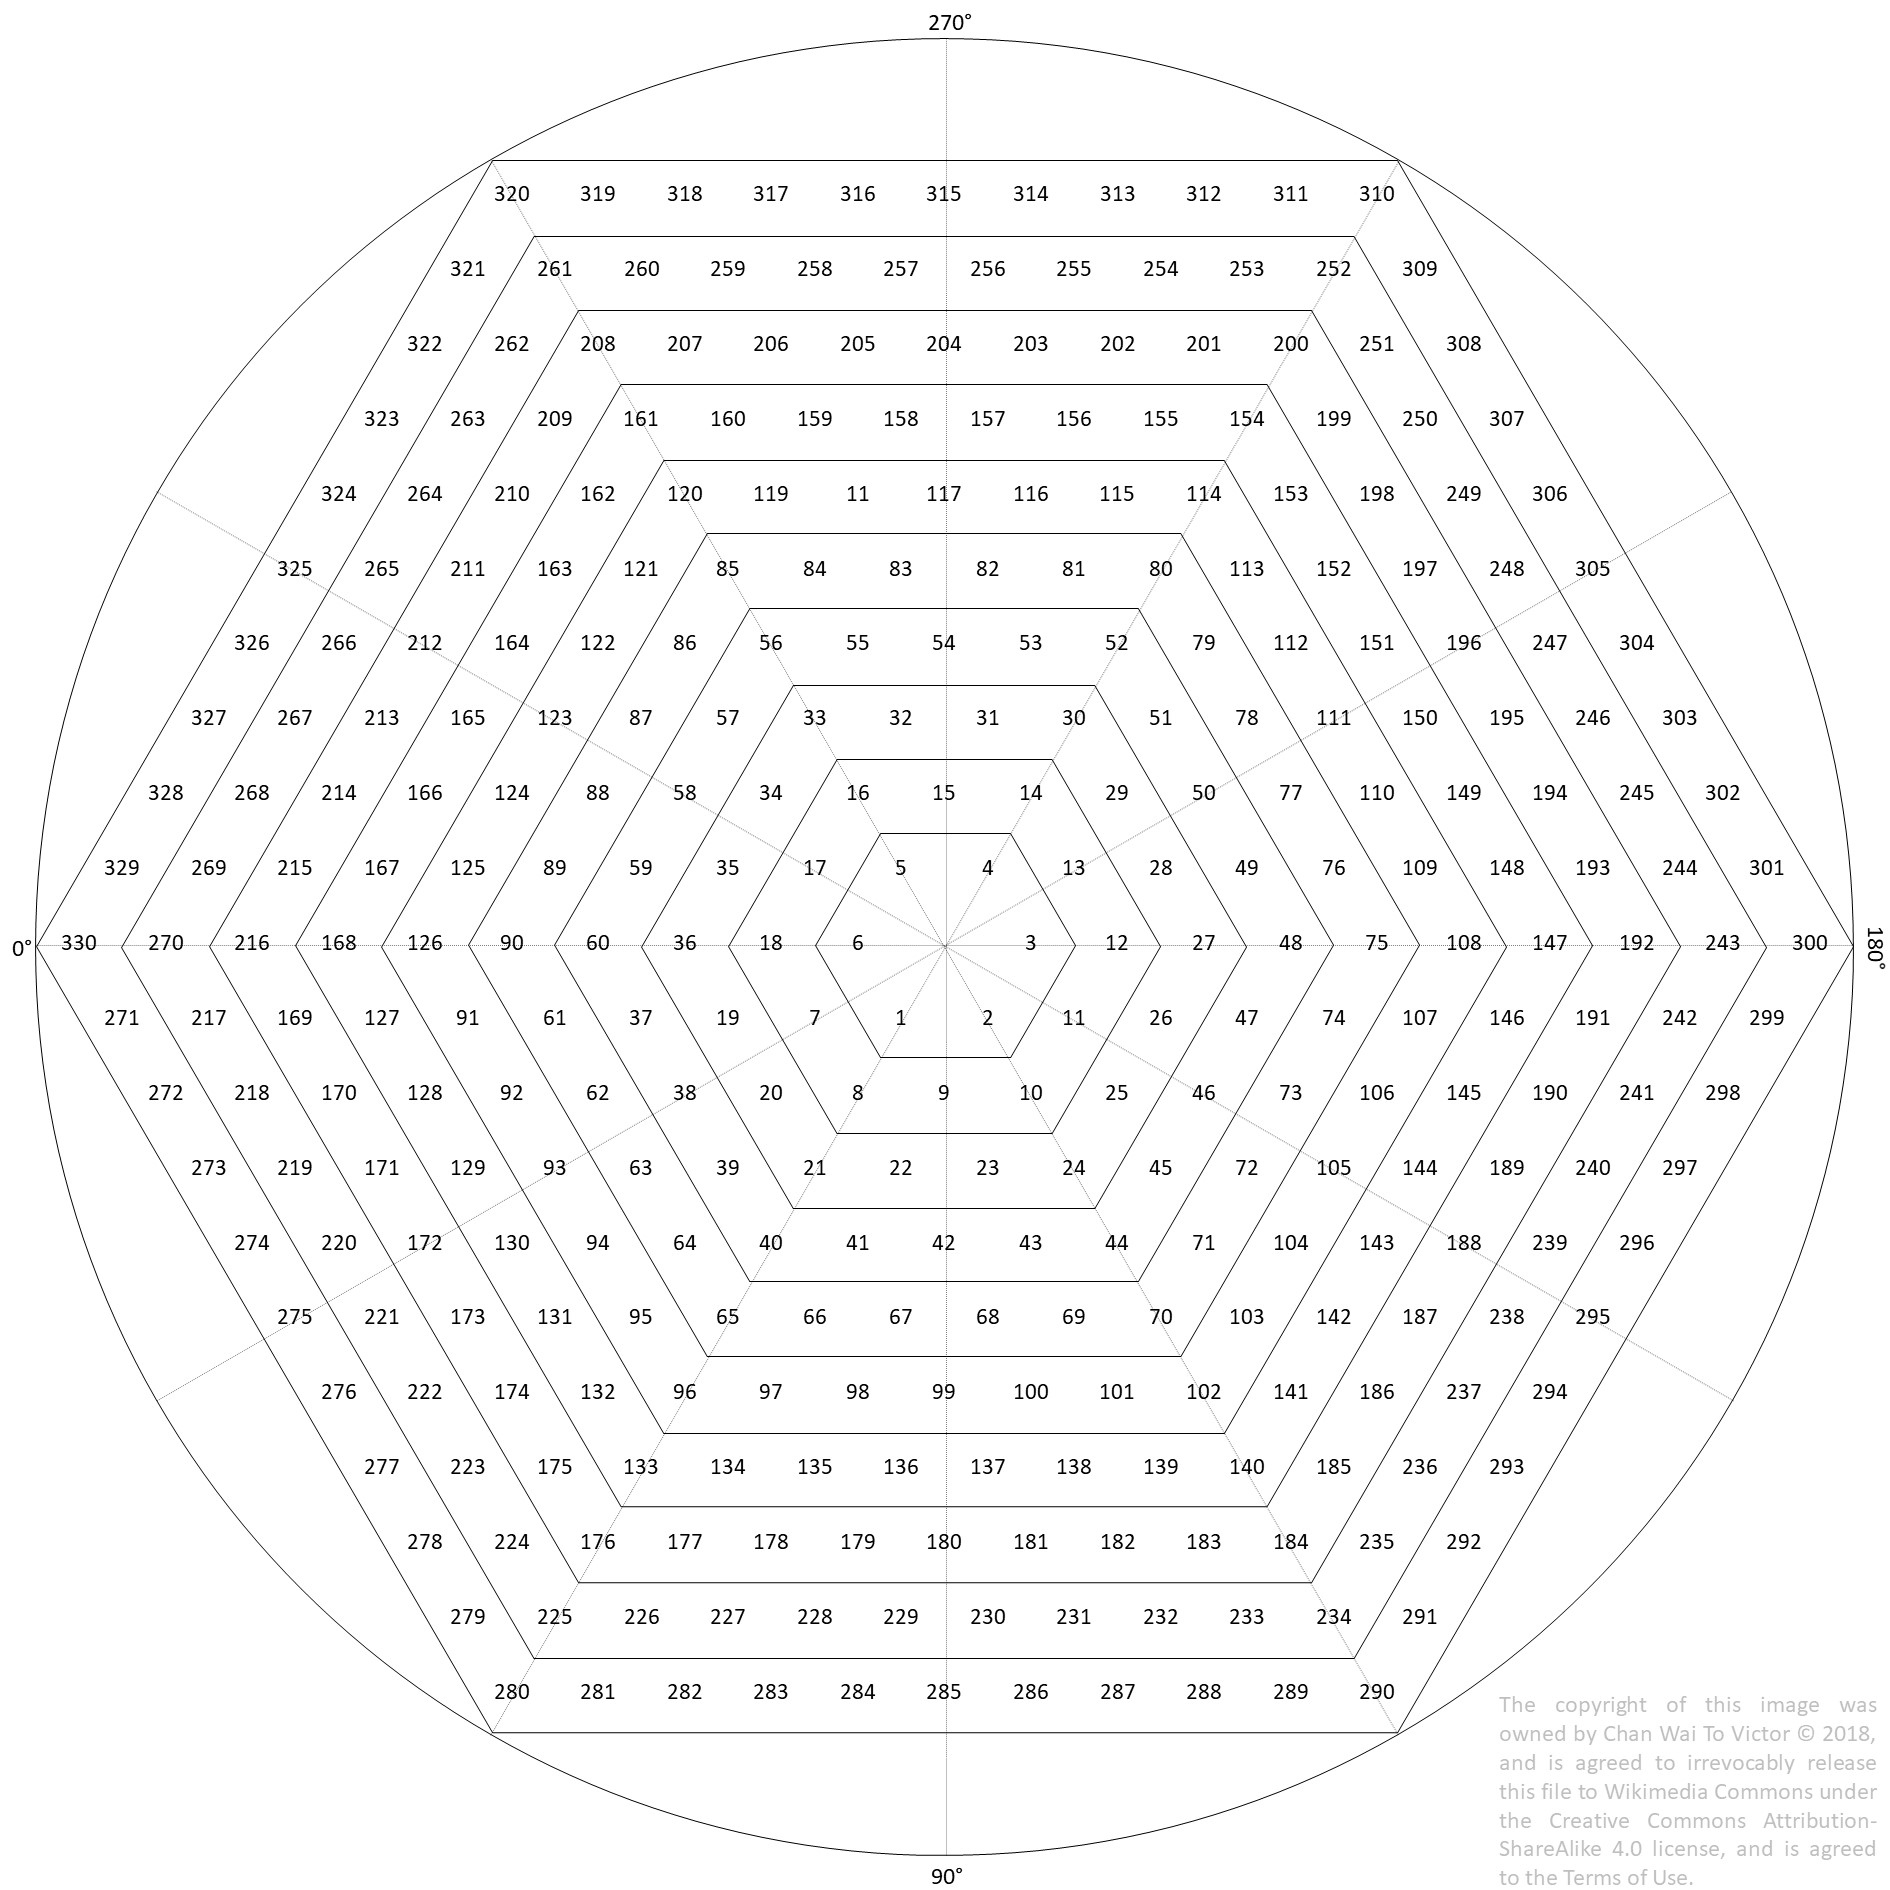 270°
320 319 318 317 316 315 314 313 312 311 310
321 261 260 259 258 257 256 255 254 253 252 309
322 262 208 207 206 205 204 203 202 201 200 251 308
323 263 209 161 160 159 158 157 156 155 154 199 250 307
324 264 210 162 120 119 11 117 116 115 114 153 198 249 306
325 265 211 163 121 85 84 83 82 81 80 113 152 197 248 305
326 266 212 164 122 86 56 55 54 53 52 79 112 151 196 247 304
327 267 213 165 123 87 57 33 32 31 30 51 78 111 150 195 246 303
328 268 214 166 124 88 58 34 16 15 14 29 50 77 110 149 194 245 302
329 269 215 167 125 89 59 35 17 5 4 13 28 49 76 109 148 193 244 301
0° 330 270 216 168 126 90 60 36 18 6 3 12 27 48 75 108 147 192 243 300 180°
271 217 169 127 91 61 37 19 7 1 2 11 26 47 74 107 146 191 242 299
272 218 170 128 92 62 38 20 8 9 10 25 46 73 106 145 190 241 298
273 219 171 129 93 63 39 21 22 23 24 45 72 105 144 189 240 297
274 220 172 130 94 64 40 41 42 43 44 71 104 143 188 239 296
275 221 173 131 95 65 66 67 68 69 70 103 142 187 238 295
276 222 174 132 96 97 98 99 100 101 102 141 186 237 294
277 223 175 133 134 135 136 137 138 139 140 185 236 293
278 224 176 177 178 179 180 181 182 183 184 235 292
279 225 226 227 228 229 230 231 232 233 234 291
280 281 282 283 284 285 286 287 288 289 290
90°
The copyright of this image was
owned by Chan Wai To Victor © 2018,
and is agreed to irrevocably release
this file to Wikimedia Commons under
the Creative Commons Attribution-
ShareAlike 4.0 license, and is agreed
to the Terms of Use.